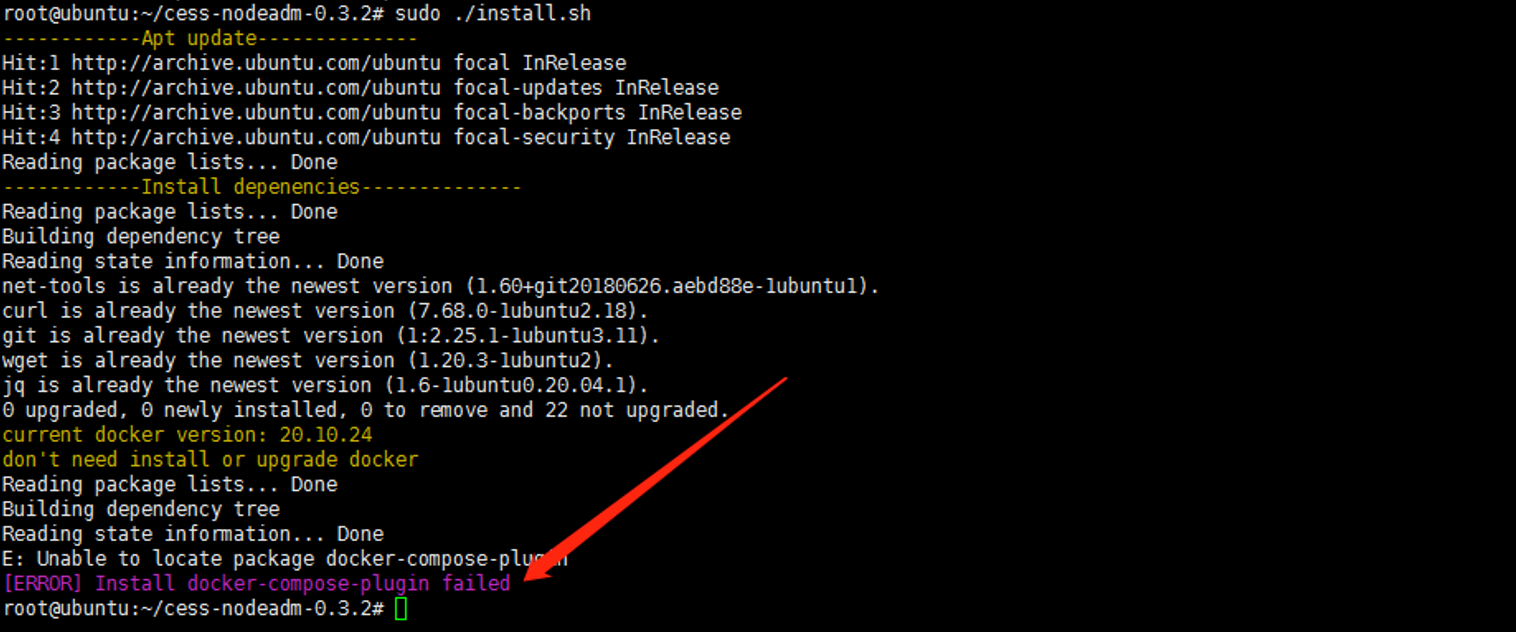 root@ubuntu:~/cess-nodeadm-0.3.2# sudo ./install.sh
------------Apt update--------------
Hit:1 http://archive.ubuntu.com/ubuntu focal InRelease
Hit:2 http://archive.ubuntu.com/ubuntu focal-updates InRelease
Hit:3 http://archive.ubuntu.com/ubuntu focal-backports InRelease
Hit:4 http://archive.ubuntu.com/ubuntu focal-security InRelease
Reading package lists... Done
------------Install depenencies--------------
Reading package lists... Done
Building dependency tree
Reading state information... Done
net-tools is already the newest version (1.60+git20180626.aebd88e-1ubuntu1).
curl is already the newest version (7.68.0-1ubuntu2.18).
git is already the newest version (1:2.25.1-1ubuntu3.11).
wget is already the newest version (1.20.3-1ubuntu2).
jq is already the newest version (1.6-1ubuntu0.20.04.1).
0 upgraded, 0 newly installed, 0 to remove and 22 not upgraded.
current docker version: 20.10.24
don't need install or upgrade docker
Reading package lists... Done
Building dependency tree
Reading state information... Done
E: Unable to locate package docker-compose-plugin
[ERROR] Install docker-compose-plugin failed
root@ubuntu:~/cess-nodeadm-0.3.2#